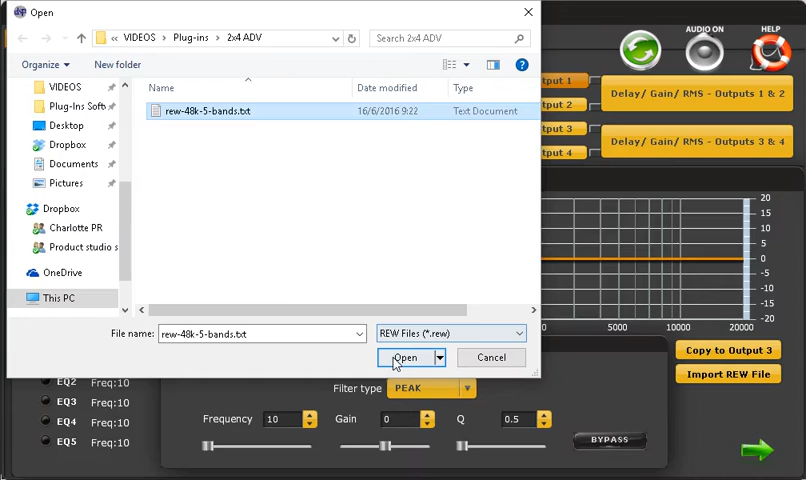 Open
AUDIO ON
HELP
« VIDEOS > Plug-ins > 2x4 ADV
Search 2x4 ADV
Organize
New folder
Name
Date modified
Type
VIDEOS
Plug-Ins Soft
Desktop
Dropbox
Documents
Pictures
Dropbox
Charlotte PR
Product studio s
OneDrive
This PC
rew-48k-5-bands.txt
16/6/2016 9:22
Text Document
File name:
rew-48k-5-bands.txt
REW Files (*.rew)
Open
Cancel
tput 1
tput 2
tput 3
tput 4
Delay/ Gain/ RMS - Outputs 1 & 2
Delay/ Gain/ RMS - Outputs 3 & 4
20
15
10
5
0
-5
-10
-15
-20
5000
10000
20000
Copy to Output 3
Import REW File
EQ2 Freq:10
EQ3 Freq:10
EQ4 Freq:10
EQ5 Freq:10
Filter type
PEAK
Frequency 10
Gain 0
Q 0.5
BYPASS